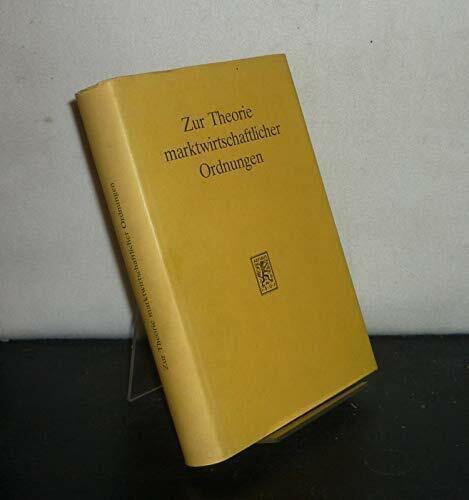 Zur Theorie
marktwirtschaftlicher
Ordnungen
Zur Theorie marktwirtschaftlicher Ordnungen